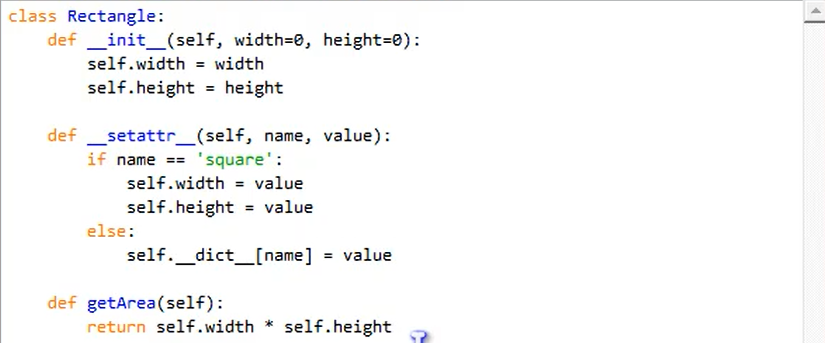 class Rectangle:
    def __init__(self, width=0, height=0):
        self.width = width
        self.height = height
    def __setattr__(self, name, value):
        if name == 'square':
            self.width = value
            self.height = value
        else:
            self.__dict__[name] = value
    def getArea(self):
        return self.width * self.height